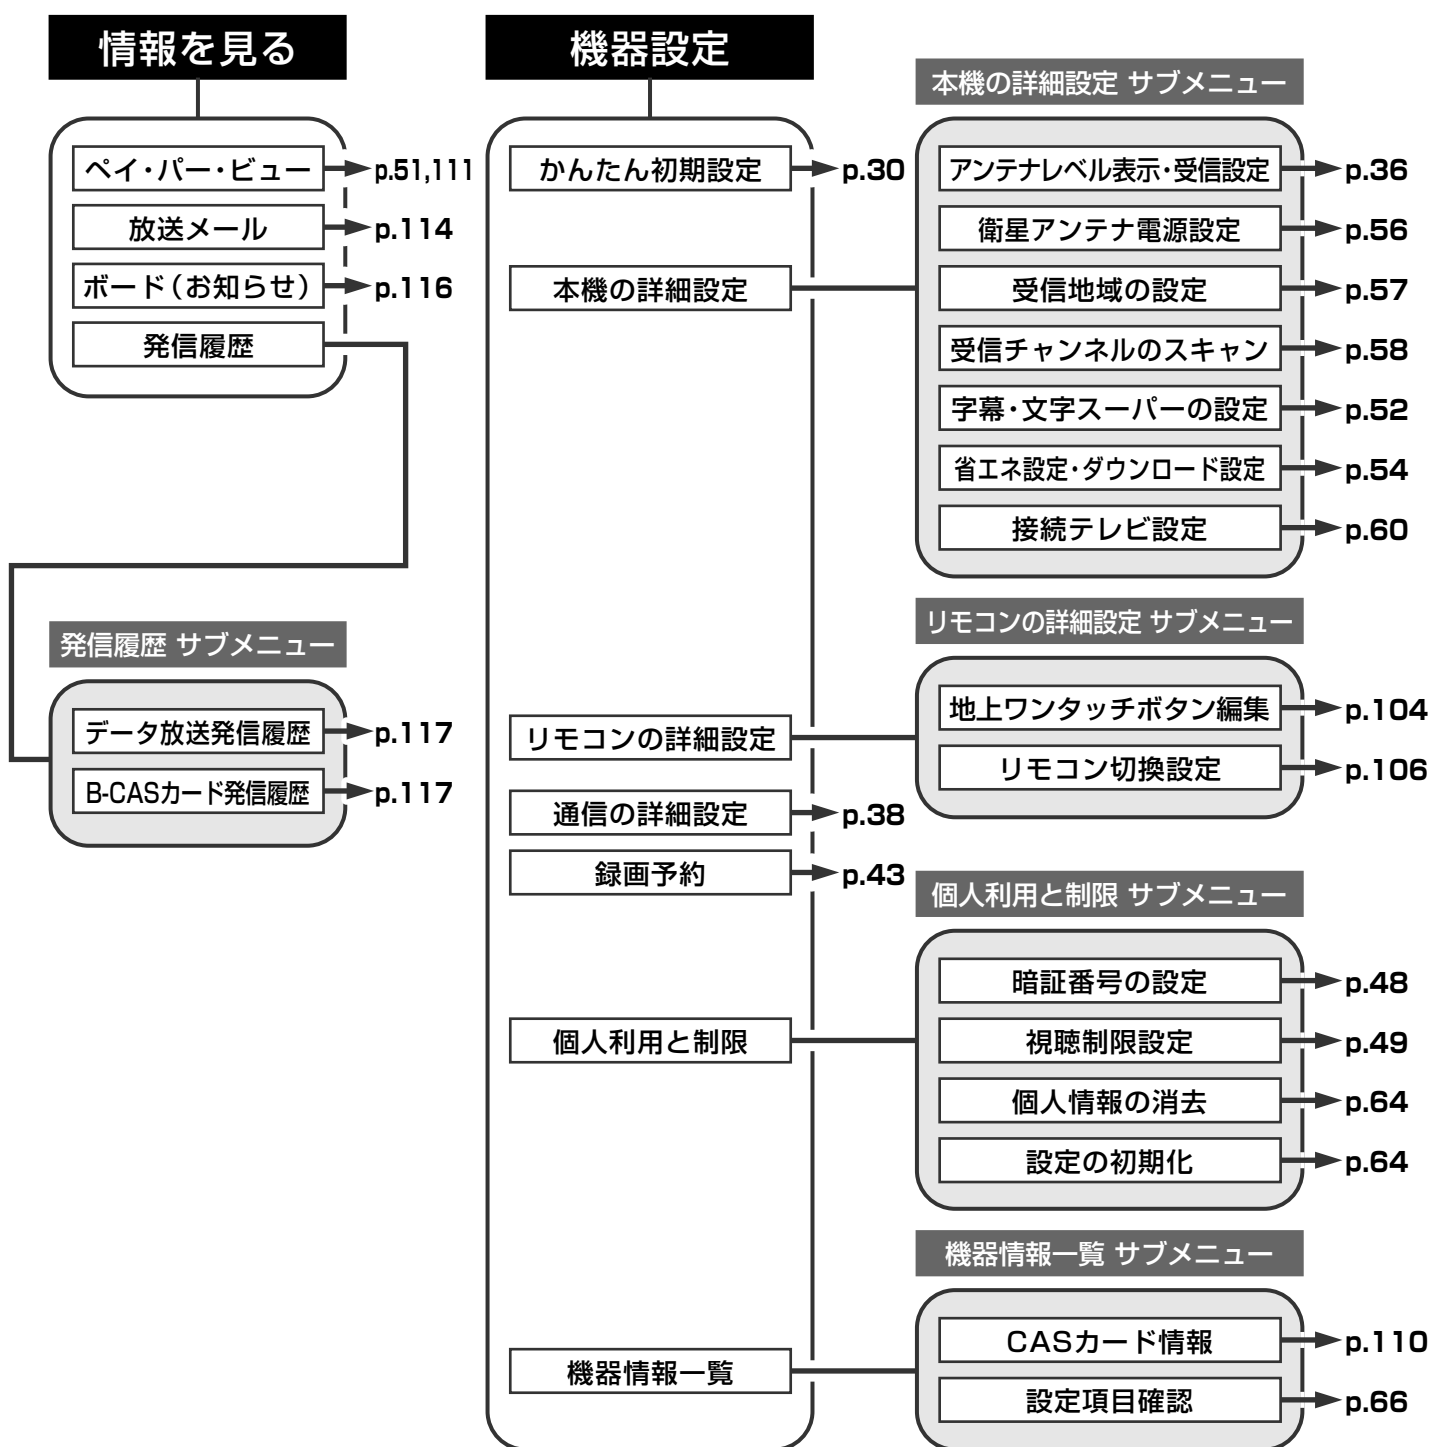 情報を見る
ペイ・パー・ビュー p.51,111
放送メール p.114
ボード（お知らせ） p.116
発信履歴
発信履歴 サブメニュー
データ放送発信履歴 p.117
B-CASカード発信履歴 p.117
機器設定
かんたん初期設定 p.30
本機の詳細設定
本機の詳細設定 サブメニュー
アンテナレベル表示・受信設定 p.36
衛星アンテナ電源設定 p.56
受信地域の設定 p.57
受信チャンネルのスキャン p.58
字幕・文字スーパーの設定 p.52
省エネ設定・ダウンロード設定 p.54
接続テレビ設定 p.60
リモコンの詳細設定
リモコンの詳細設定 サブメニュー
地上ワンタッチボタン編集 p.104
リモコン切換設定 p.106
通信の詳細設定 p.38
録画予約 p.43
個人利用と制限
個人利用と制限 サブメニュー
暗証番号の設定 p.48
視聴制限設定 p.49
個人情報の消去 p.64
設定の初期化 p.64
機器情報一覧
機器情報一覧 サブメニュー
CASカード情報 p.110
設定項目確認 p.66